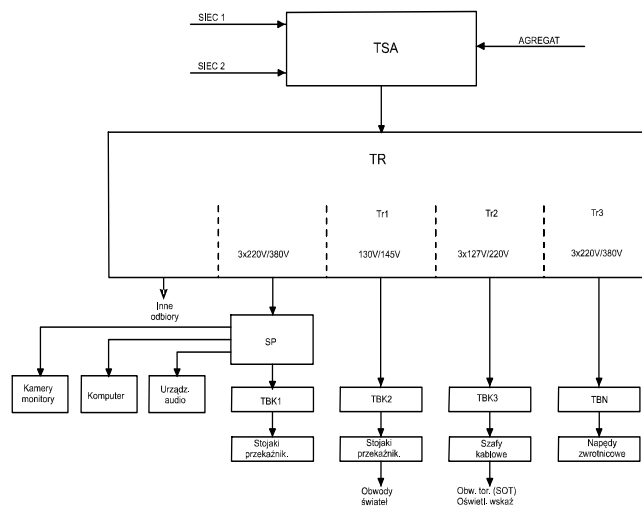 SIEC 1
TSA
AGREGAT
SIEC 2
TR
Tr1
Tr2
Tr3
3x220V/380V
130V/145V
3x127V/220V
3x220V/380V
Inne
odbiory
SP
Kamery
monitory
Komputer
Urządz.
audio
TBK1
TBK2
TBK3
TBN
Stojaki
przekaźnik.
Stojaki
przekaźnik.
Szafy
kablowe
Napędy
zwrotnicowe
Obwody
świateł
Obw. tor. (SOT)
Oświetl. wskaź